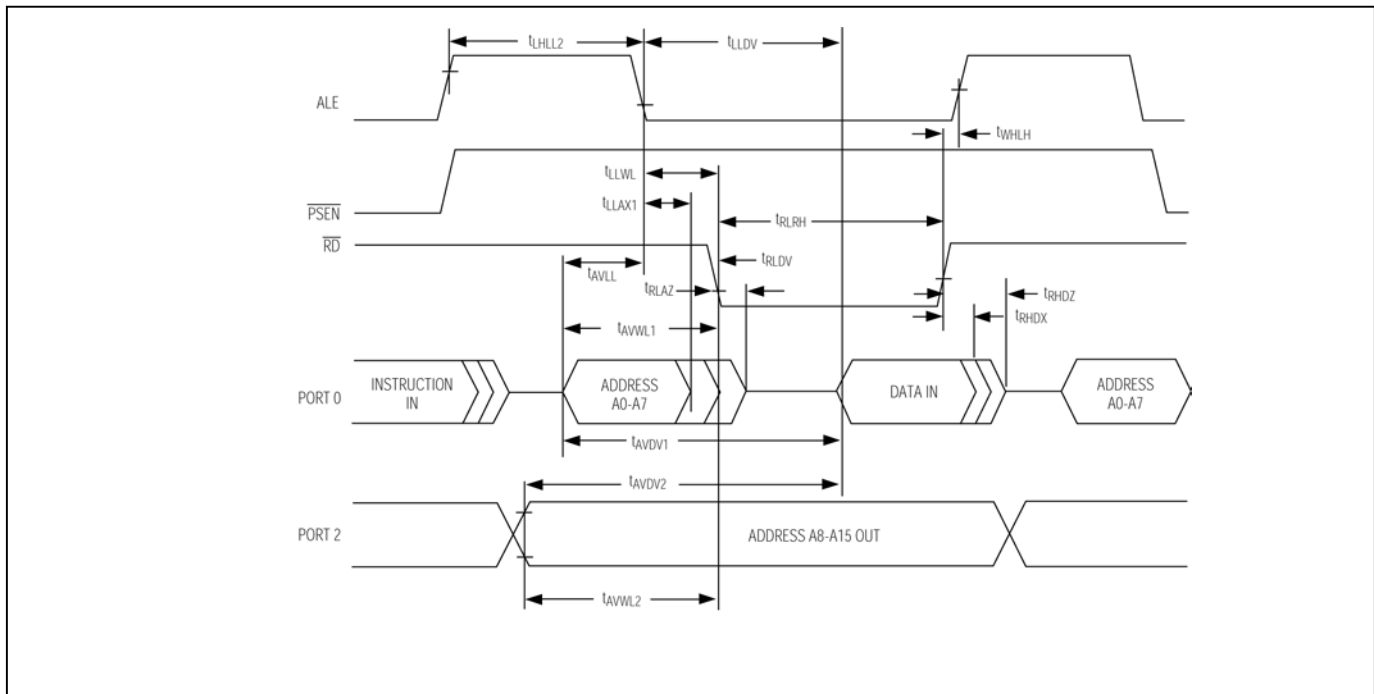 tLHLL2
tLLDV
ALE
tWHLH
tLLWL
tLLAX1
PSEN
tRLRH
RD
tRLDV
tAVLL
tRLAZ
tRHDZ
tRHDX
tAVWL1
PORT 0
INSTRUCTION
IN
ADDRESS
A0-A7
DATA IN
ADDRESS
A0-A7
tAVDV1
tAVDV2
PORT 2
ADDRESS A8-A15 OUT
tAVWL2